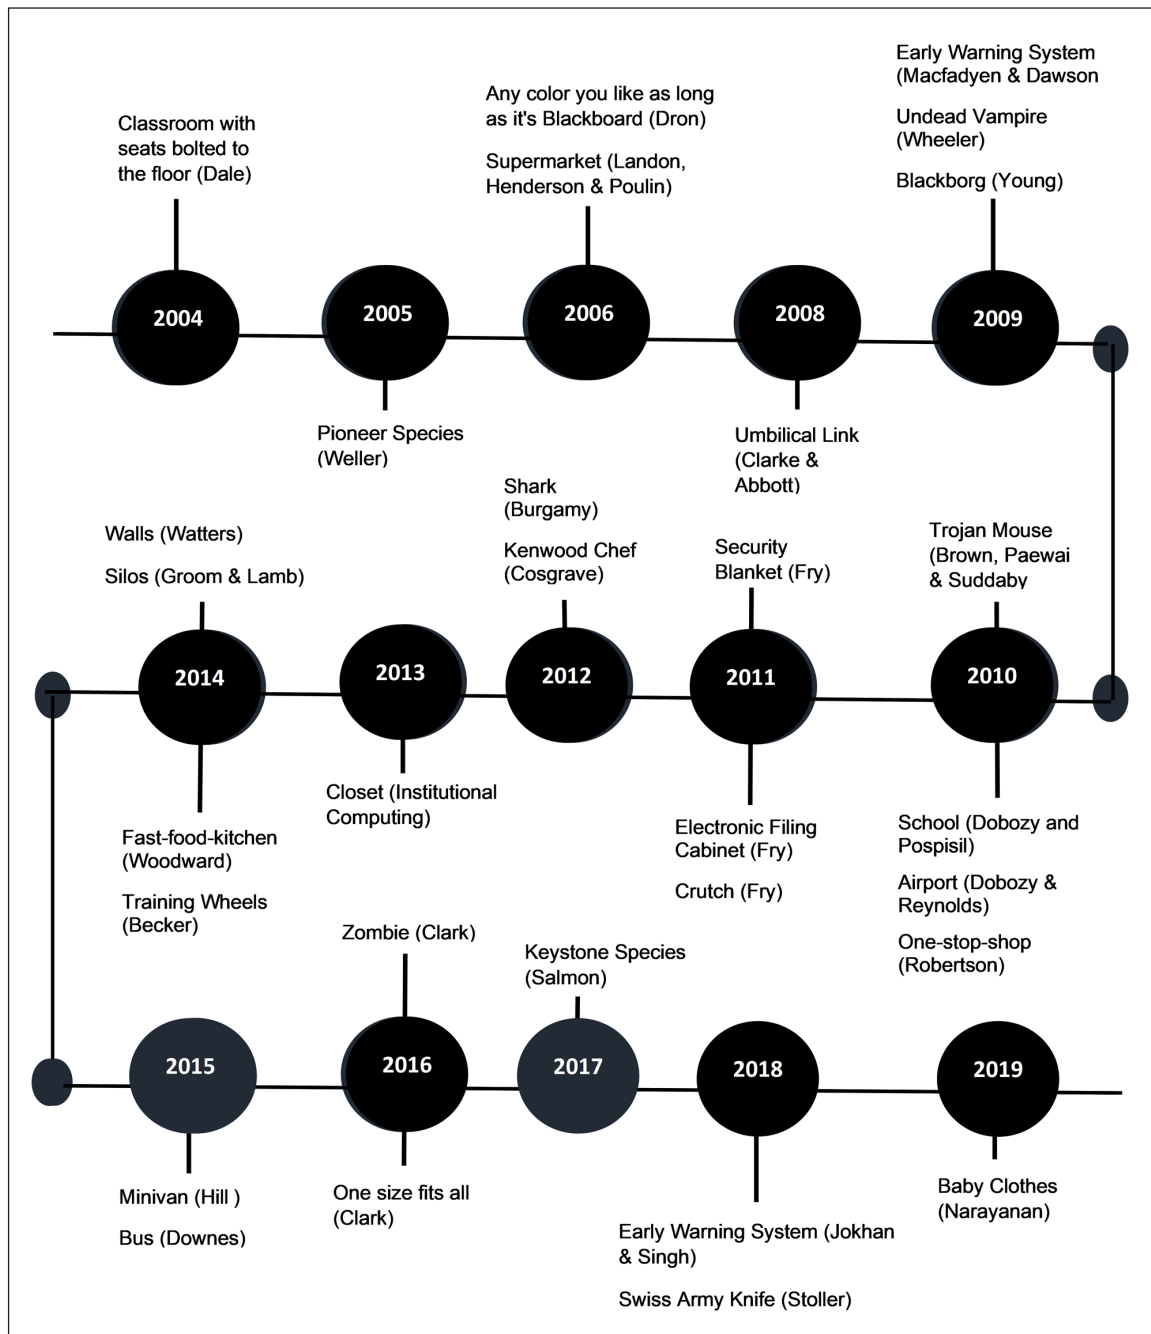 Classroom with
seats bolted to
the floor (Dale)
Any color you like as long
as it's Blackboard (Dron)
Supermarket (Landon,
Henderson & Poulin)
Early Warning System
(Macfadyen & Dawson
Undead Vampire
(Wheeler)
Blackborg (Young)
2004
2005
2006
2008
2009
Pioneer Species
(Weller)
Umbilical Link
(Clarke &
Abbott)
Walls (Watters)
Silos (Groom & Lamb)
Shark
(Burgamy)
Kenwood Chef
(Cosgrave)
Security
Blanket (Fry)
Trojan Mouse
(Brown, Paewai
& Suddaby
2014
2013
2012
2011
2010
Fast-food-kitchen
(Woodward)
Training Wheels
(Becker)
Closet (Institutional
Computing)
Electronic Filing
Cabinet (Fry)
Crutch (Fry)
School (Dobozy and
Pospisil)
Airport (Dobozy &
Reynolds)
One-stop-shop
(Robertson)
Zombie (Clark)
Keystone Species
(Salmon)
2015
2016
2017
2018
2019
Minivan (Hill )
Bus (Downes)
One size fits all
(Clark)
Early Warning System (Jokhan
& Singh)
Swiss Army Knife (Stoller)
Baby Clothes
(Narayanan)